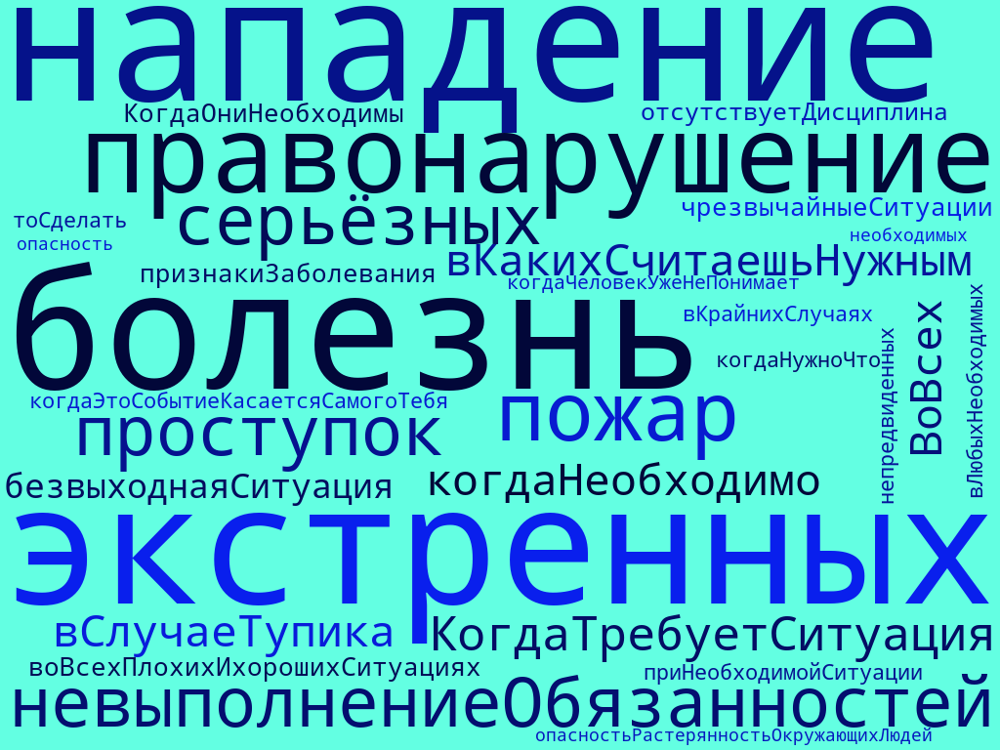 нападение
КогдаОниНеобходимы
отсутствуетДисциплина
правонарушение
тоСделать
серьёзных
чрезвычайныеСитуации
опасность
необходимых
признакиЗаболевания
вКакихСчитаешьНужным
когдаЧеловекУжеНеПонимает
болезнь
вКрайнихСлучаях
когдаНужноЧто
непредвиденных
ВоВсех
вЛюбыхНеобходимых
когдаЭтоСобытиеКасаетсяСамогоТебя
пожар
проступок
безвыходнаяСитуация
когдаНеобходимо
экстренных
вСлучаеТупика
КогдаТребуетСитуация
воВсехПлохихИхорошихСитуациях
приНеобходимойСитуации
невыполнениеОбязанностей
опасностьРастерянностьОкружающихЛюдей